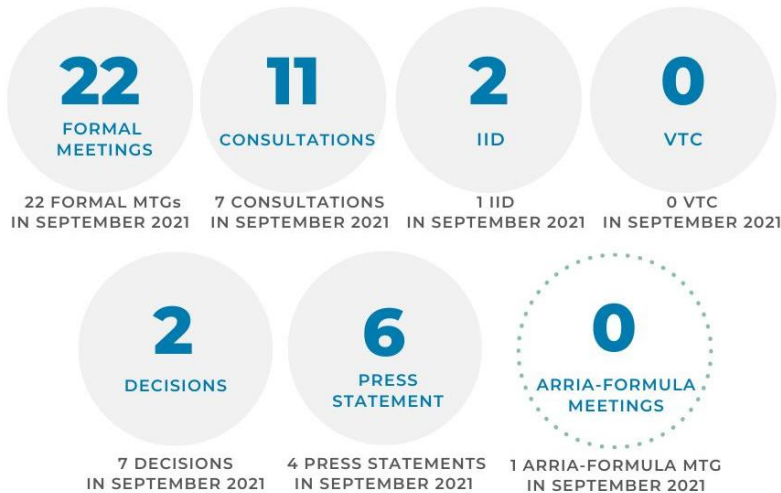 22
FORMAL
MEETINGS
22 FORMAL MTGs
IN SEPTEMBER 2021
11
CONSULTATIONS
7 CONSULTATIONS
IN SEPTEMBER 2021
2
IID
1 IID
IN SEPTEMBER 2021
0
VTC
0 VTC
IN SEPTEMBER 2021
2
DECISIONS
7 DECISIONS
IN SEPTEMBER 2021
6
PRESS
STATEMENT
4 PRESS STATEMENTS
IN SEPTEMBER 2021
0
ARRIA-FORMULA
MEETINGS
1 ARRIA-FORMULA MTG
IN SEPTEMBER 2021